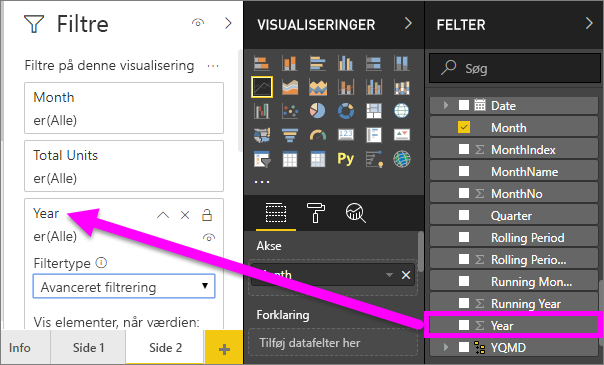 Filtre
Filtre på denne visualisering ...
Month
er(Alle)
Total Units
er(Alle)
Year
er(Alle)
Filtertype
Avanceret filtrering
Vis elementer, når værdien:
Info
Side 1
Side 2
+
VISUALISERINGER
Py
...
Akse
Month
Forklaring
Tilføj datafelter her
FELTER
Søg
Date
Month
MonthIndex
MonthName
MonthNo
Quarter
Rolling Period
Rolling Perio...
Running Mon...
Running Year
Year
YQMD